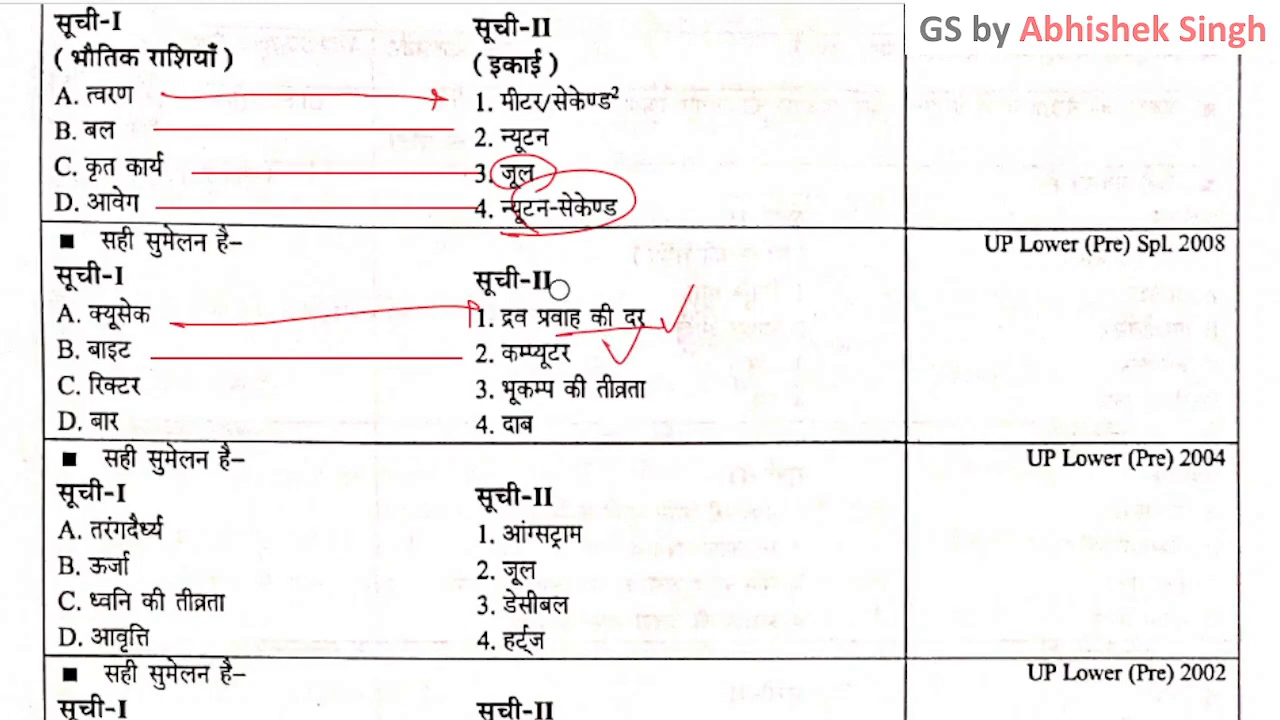 GS by Abhishek Singh
सूची-I सूची-II
( भौतिक राशियाँ ) ( इकाई )
A. त्वरण 1. मीटर/सेकेण्ड²
B. बल 2. न्यूटन
C. कृत कार्य 3. जूल
D. आवेग 4. न्यूटन-सेकेण्ड
■ सही सुमेलन है– UP Lower (Pre) Spl. 2008
सूची-I सूची-II
A. क्यूसेक 1. द्रव प्रवाह की दर
B. बाइट 2. कम्प्यूटर
C. रिक्टर 3. भूकम्प की तीव्रता
D. बार 4. दाब
■ सही सुमेलन है– UP Lower (Pre) 2004
सूची-I सूची-II
A. तरंगदैर्ध्य 1. आंग्सट्राम
B. ऊर्जा 2. जूल
C. ध्वनि की तीव्रता 3. डेसीबल
D. आवृत्ति 4. हर्ट्ज
■ सही सुमेलन है– UP Lower (Pre) 2002
सूची-I सूची-II